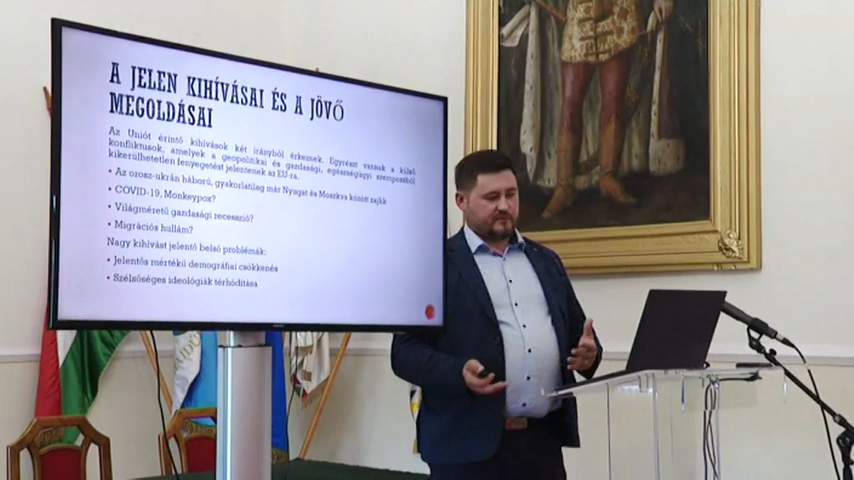 A JELEN KIHÍVÁSAI ÉS A JÖVŐ
MEGOLDÁSAI
Az Uniót érintő kihívások két irányból érkeznek. Egyrészt vannak a külső
konfliktusok, amelyek a geopolitikai és gazdasági, egészségügyi szempontból
kikerülhetetlen fenyegetést jelentenek az EU-ra.
• Az orosz-ukrán háború, gyakorlatilag már Nyugat és Moszkva között zajlik
• COVID-19, Monkeypox?
• Világméretű gazdasági recesszió?
• Migrációs hullám?
Nagy kihívást jelentő belső problémák:
• Jelentős mértékű demográfiai csökkenés
• Szélsőséges ideológiák térhódítása